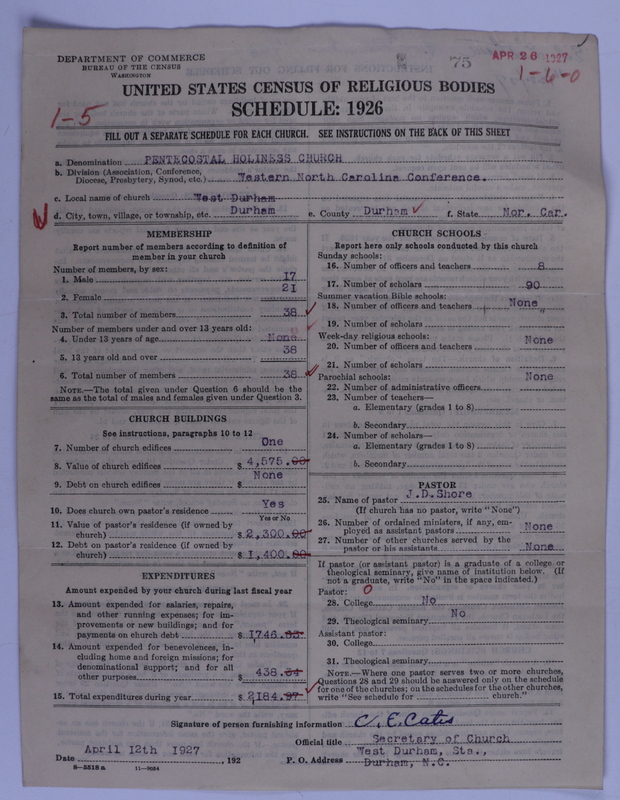 DEPARTMENT OF COMMERCE
BUREAU OF THE CENSUS
WASHINGTON
75
APR 26 1927
1-6-0
UNITED STATES CENSUS OF RELIGIOUS BODIES
SCHEDULE: 1926
1-5
FILL OUT A SEPARATE SCHEDULE FOR EACH CHURCH. SEE INSTRUCTIONS ON THE BACK OF THIS SHEET
a. Denomination PENTECOSTAL HOLINESS CHURCH
b. Division (Association, Conference, Diocese, Presbytery, Synod, etc.) Western North Carolina Conference.
c. Local name of church West Durham
d. City, town, village, or township, etc. Durham e. County Durham f. State Nor. Car.
MEMBERSHIP
Report number of members according to definition of
member in your church
Number of members, by sex:
1. Male 17
2. Female 21
3. Total number of members 38
Number of members under and over 13 years old:
4. Under 13 years of age None
5. 13 years old and over 38
6. Total number of members 38
NOTE.—The total given under Question 6 should be the
same as the total of males and females given under Question 3.
CHURCH BUILDINGS
See instructions, paragraphs 10 to 12
7. Number of church edifices One
8. Value of church edifices $ 4,575.00
9. Debt on church edifices $ None
10. Does church own pastor's residence Yes
Yes or No
11. Value of pastor's residence (if owned by
church) $ 2,300.00
12. Debt on pastor's residence (if owned by
church) $ 1,400.00
EXPENDITURES
Amount expended by your church during last fiscal year
13. Amount expended for salaries, repairs,
and other running expenses; for im-
provements or new buildings; and for
payments on church debt $ 1746.63
14. Amount expended for benevolences, in-
cluding home and foreign missions; for
denominational support; and for all
other purposes $ 438.34
15. Total expenditures during year $ 2184.97
CHURCH SCHOOLS
Report here only schools conducted by this church
Sunday schools:
16. Number of officers and teachers 8
17. Number of scholars 90
Summer vacation Bible schools:
18. Number of officers and teachers None
19. Number of scholars
Week-day religious schools:
20. Number of officers and teachers None
21. Number of scholars
Parochial schools: None
22. Number of administrative officers
23. Number of teachers—
a. Elementary (grades 1 to 8)
b. Secondary
24. Number of scholars—
a. Elementary (grades 1 to 8)
b. Secondary
PASTOR
25. Name of pastor J.D.Shore
(If church has no pastor, write "None")
26. Number of ordained ministers, if any, em-
ployed as assistant pastors None
27. Number of other churches served by the
pastor or his assistants None
If pastor (or assistant pastor) is a graduate of a college or
theological seminary, give name of institution below. (If
not a graduate, write "No" in the space indicated.)
Pastor: 0
28. College No
29. Theological seminary No
Assistant pastor:
30. College
31. Theological seminary
NOTE.—Where one pastor serves two or more churches,
Questions 28 and 29 should be answered only on the schedule
for one of the churches; on the schedules for the other churches,
write "See schedule for church."
Signature of person furnishing information C. E. Cates
Official title Secretary of Church
Date April 12th 1927, 192 P. O. Address West Durham, Sta.,
Durham, N.C.
8-5518a 11-9034